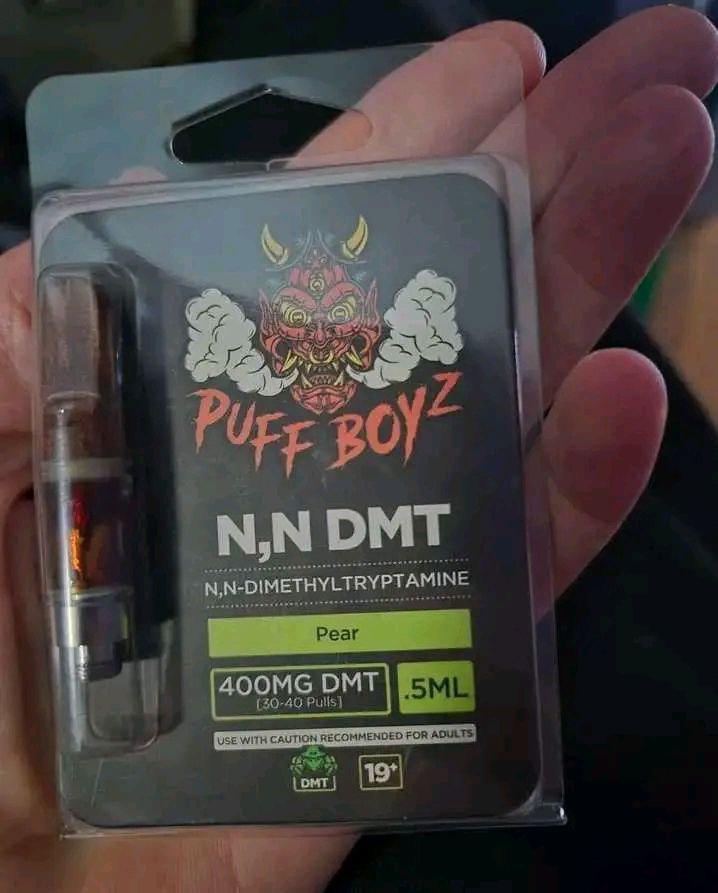 PUFF BOYZ
N,N DMT
N,N-DIMETHYLTRYPTAMINE
Pear
400MG DMT
[30-40 Pulls]
.5ML
USE WITH CAUTION RECOMMENDED FOR ADULTS
DMT
19+